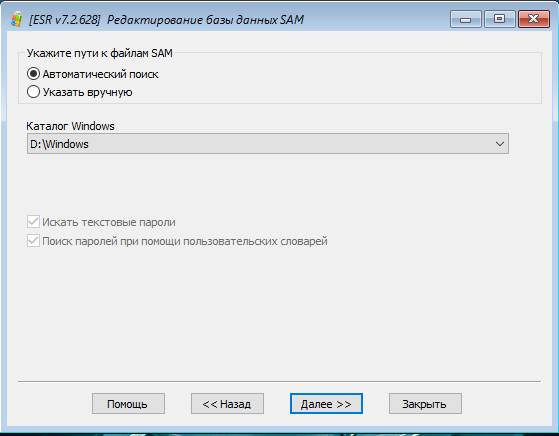 [ESR v7.2.628] Редактирование базы данных SAM
Укажите пути к файлам SAM
Автоматический поиск
Указать вручную
Каталог Windows
D:\Windows
Искать текстовые пароли
Поиск паролей при помощи пользовательских словарей
Помощь
<< Назад
Далее >>
Закрыть